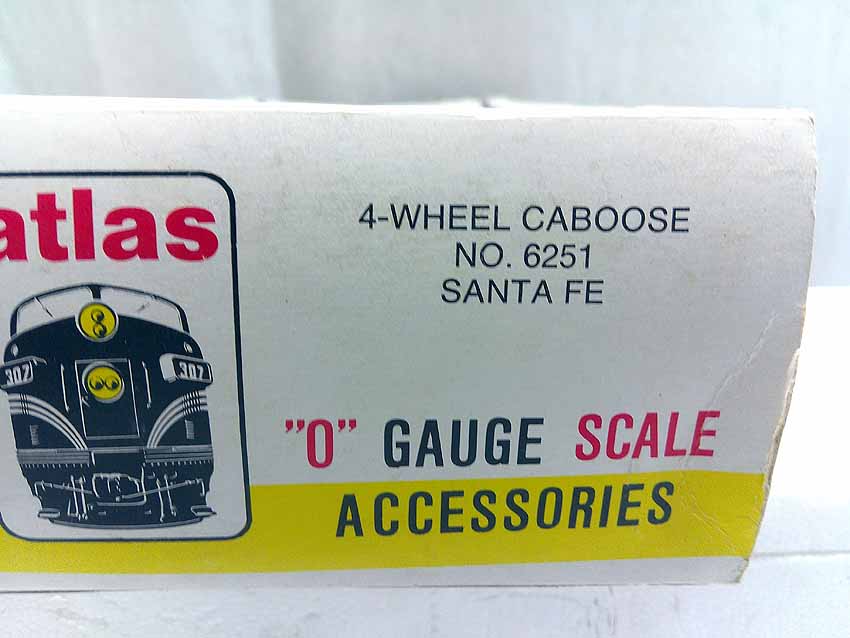 atlas
307
307
4-WHEEL CABOOSE
NO. 6251
SANTA FE
"O" GAUGE SCALE
ACCESSORIES